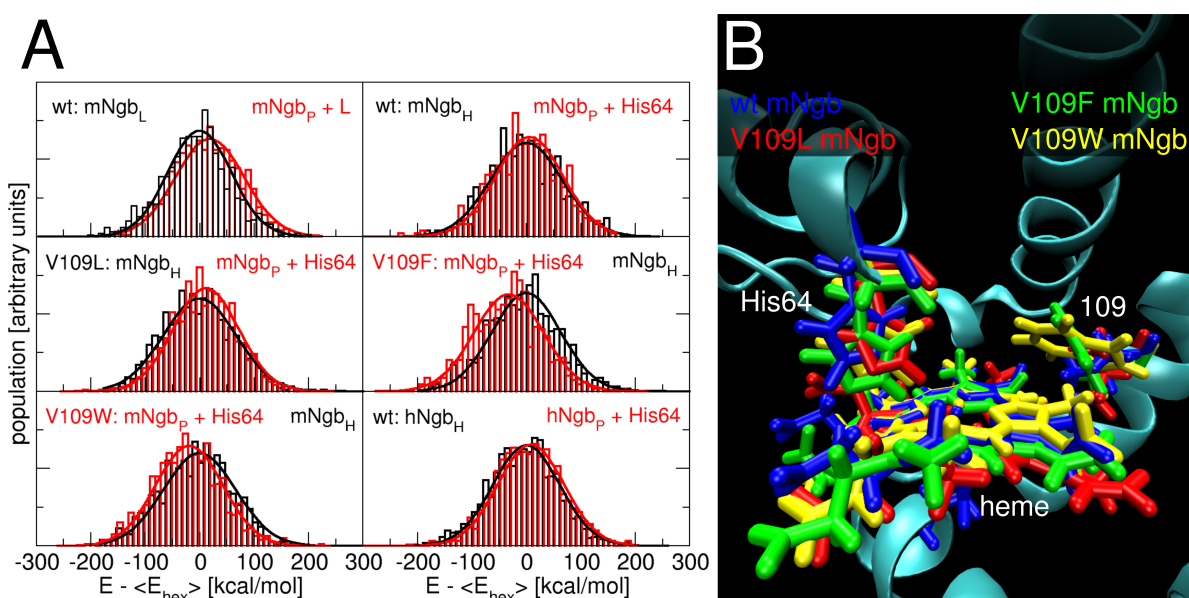 A
wt: mNgb_L mNgb_P + L
wt: mNgb_H mNgb_P + His64
V109L: mNgb_H mNgb_P + His64
V109F: mNgb_P + His64 mNgb_H
V109W: mNgb_P + His64 mNgb_H
wt: hNgb_H hNgb_P + His64
population [arbitrary units]
-300 -200 -100 0 100 200 -300 -200 -100 0 100 200 300
E - <E_hex> [kcal/mol] E - <E_hex> [kcal/mol]
B
wt mNgb V109F mNgb
V109L mNgb V109W mNgb
His64
109
heme